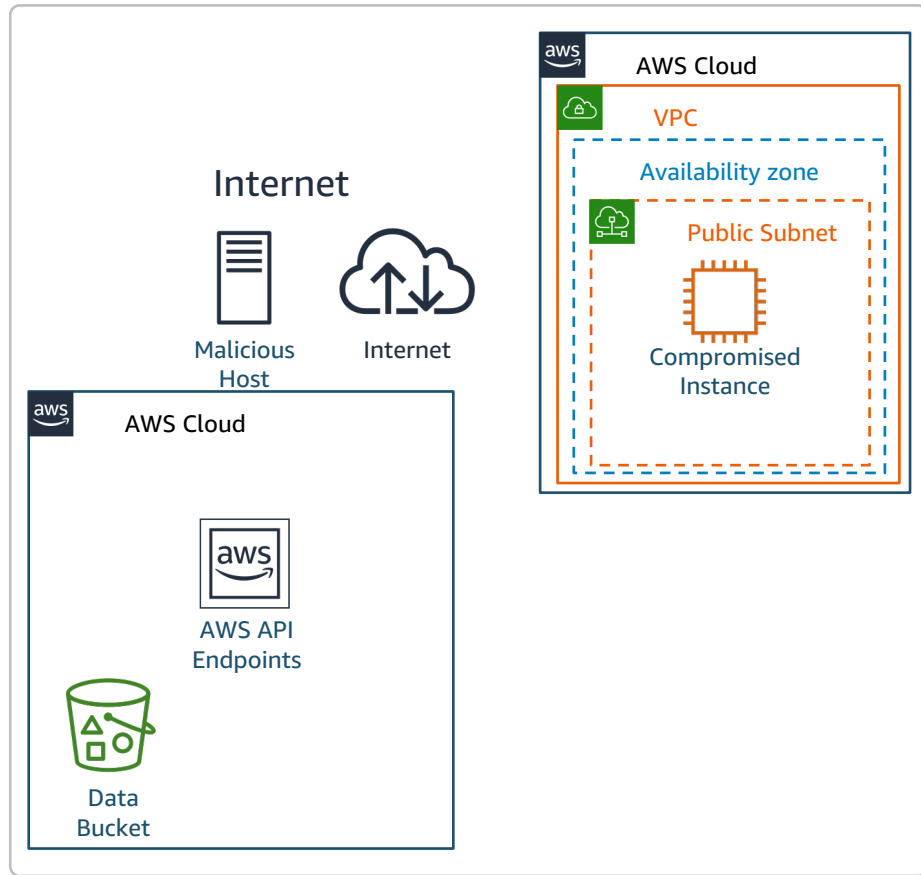 aws
AWS Cloud
VPC
Availability zone
Public Subnet
Compromised
Instance
Internet
Malicious
Host
Internet
aws
AWS Cloud
aws
AWS API
Endpoints
Data
Bucket